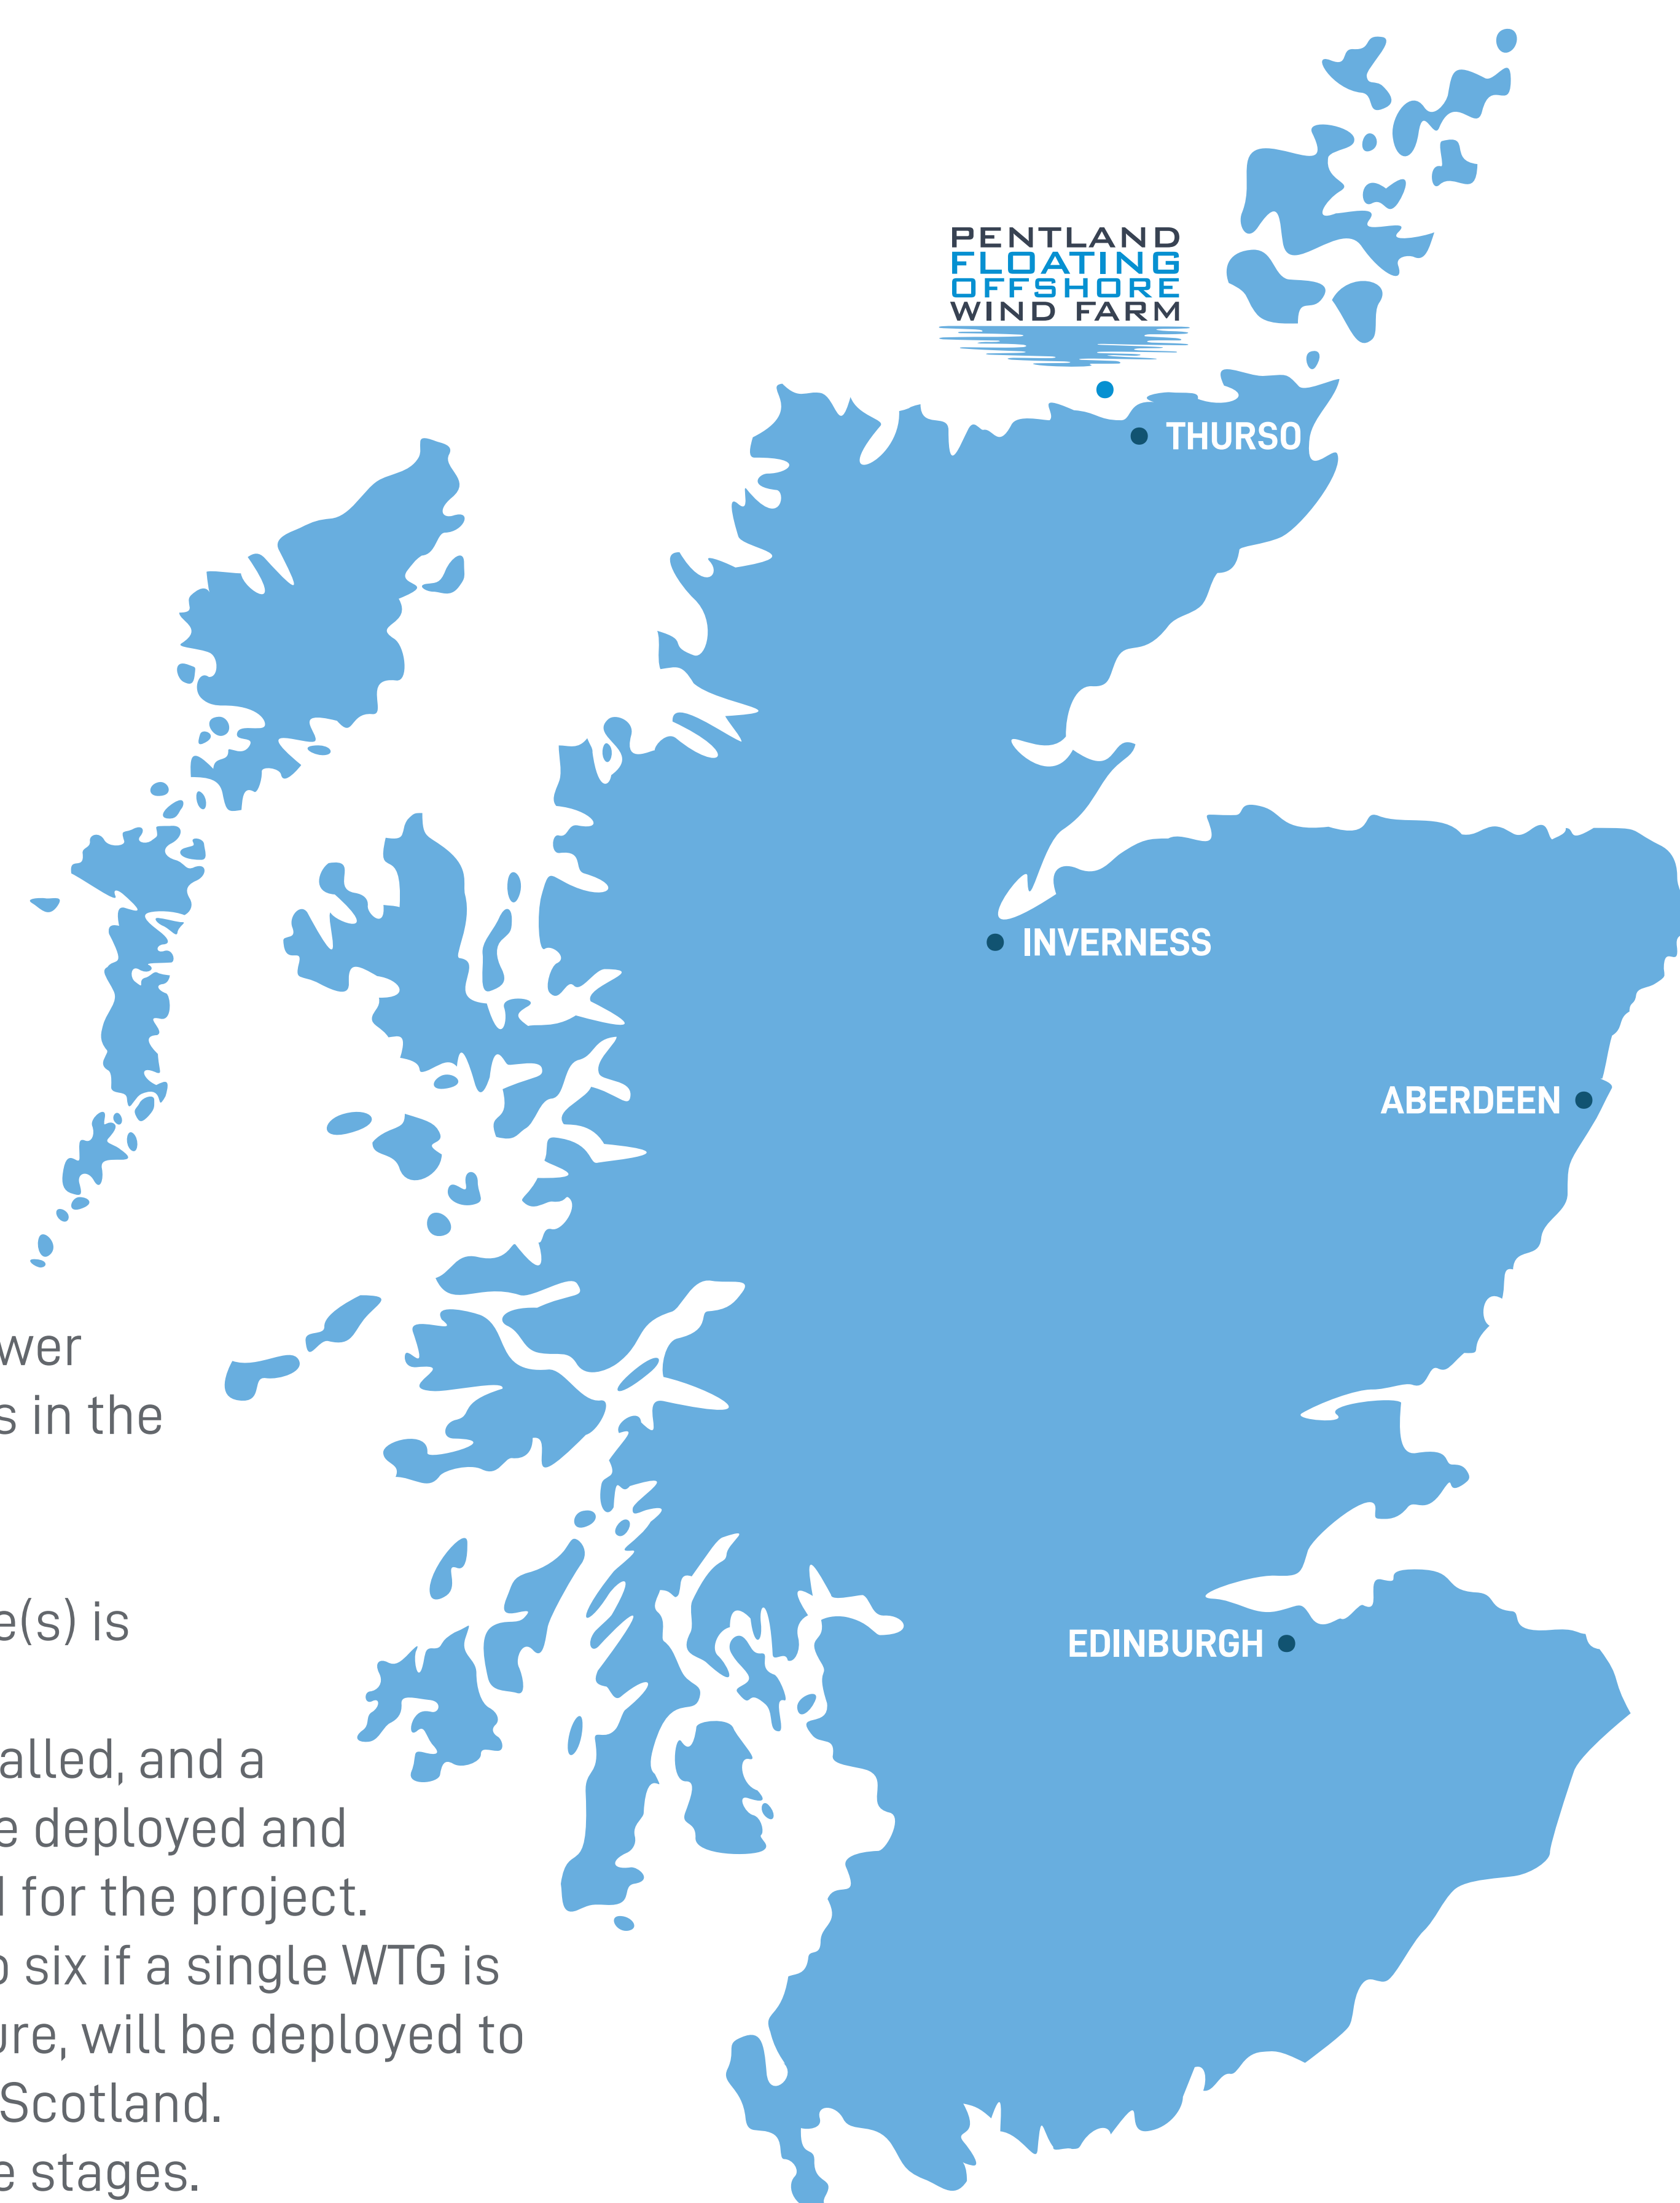 PENTLAND
FLOATING
OFFSHORE
WIND FARM
THURSO
INVERNESS
ABERDEEN
EDINBURGH
wer
s in the
e(s) is
alled, and a
e deployed and
for the project.
six if a single WTG is
ure, will be deployed to
Scotland.
e stages.